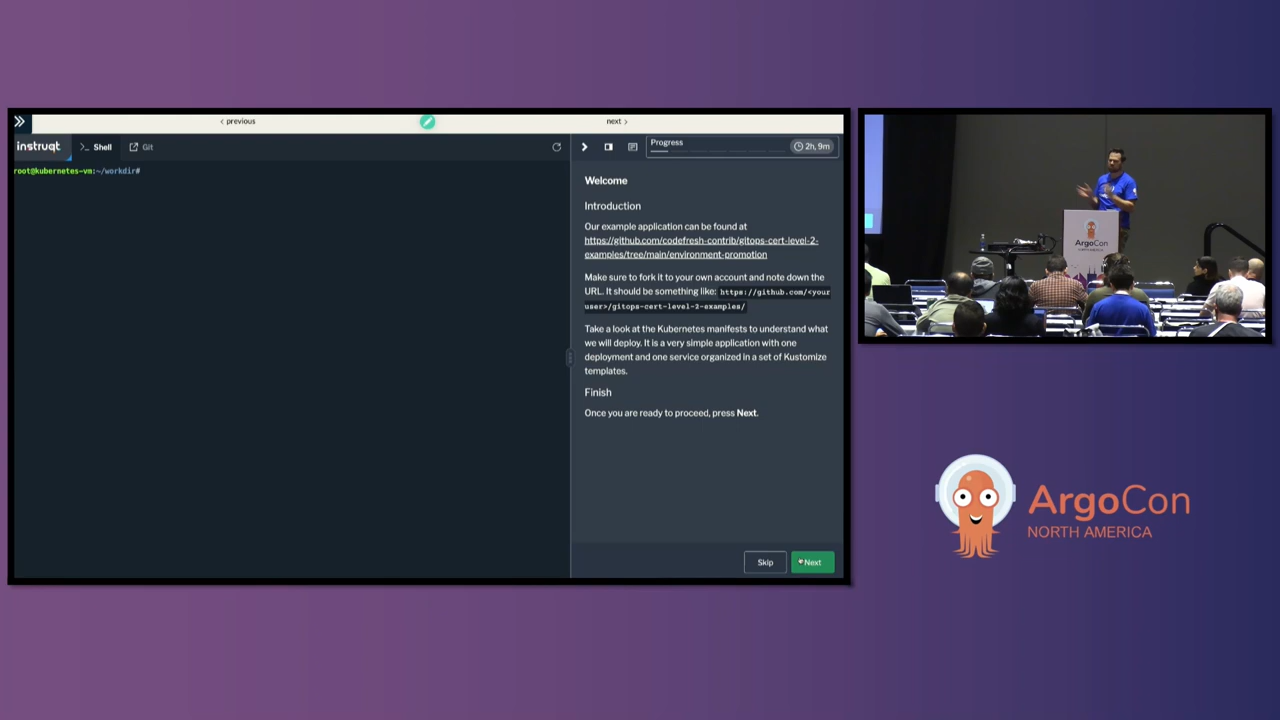 previous
next
instruqt
Shell
Git
Progress
2h, 9m
root@kubernetes-vm:~/workdir#
Welcome
Introduction
Our example application can be found at
https://github.com/codefresh-contrib/gitops-cert-level-2-
examples/tree/main/environment-promotion
Make sure to fork it to your own account and note down the
URL. It should be something like: https://github.com/<your
user>/gitops-cert-level-2-examples/
Take a look at the Kubernetes manifests to understand what
we will deploy. It is a very simple application with one
deployment and one service organized in a set of Kustomize
templates.
Finish
Once you are ready to proceed, press Next.
Skip
Next
ArgoCon
ArgoCon
NORTH AMERICA